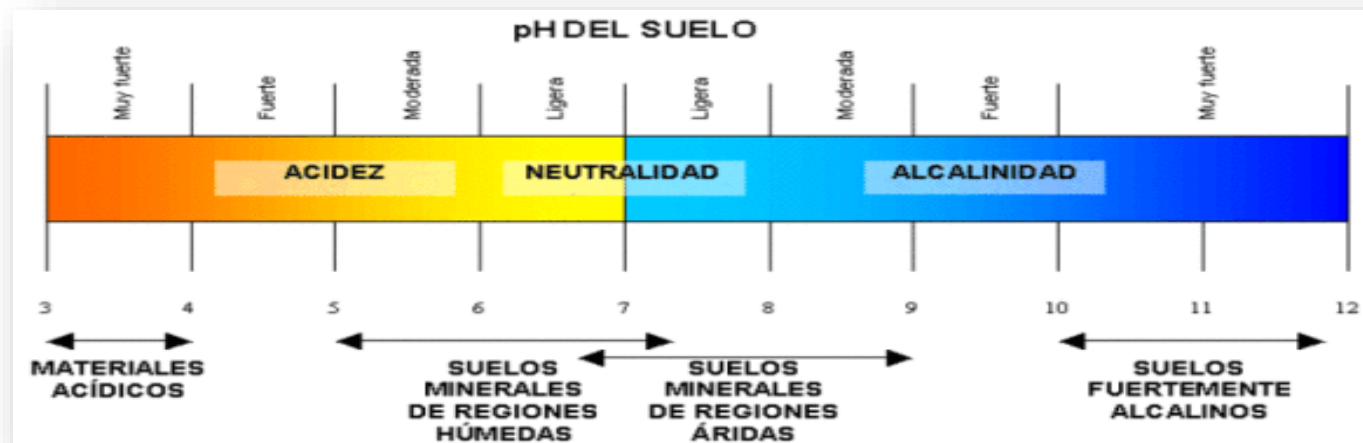 pH DEL SUELO
Muy fuerte
Fuerte
Moderada
Ligera
Ligera
Moderada
Fuerte
Muy fuerte
ACIDEZ
NEUTRALIDAD
ALCALINIDAD
3 4 5 6 7 8 9 10 11 12
MATERIALES
ACÍDICOS
SUELOS
MINERALES
DE REGIONES
HÚMEDAS
SUELOS
MINERALES
DE REGIONES
ÁRIDAS
SUELOS
FUERTEMENTE
ALCALINOS